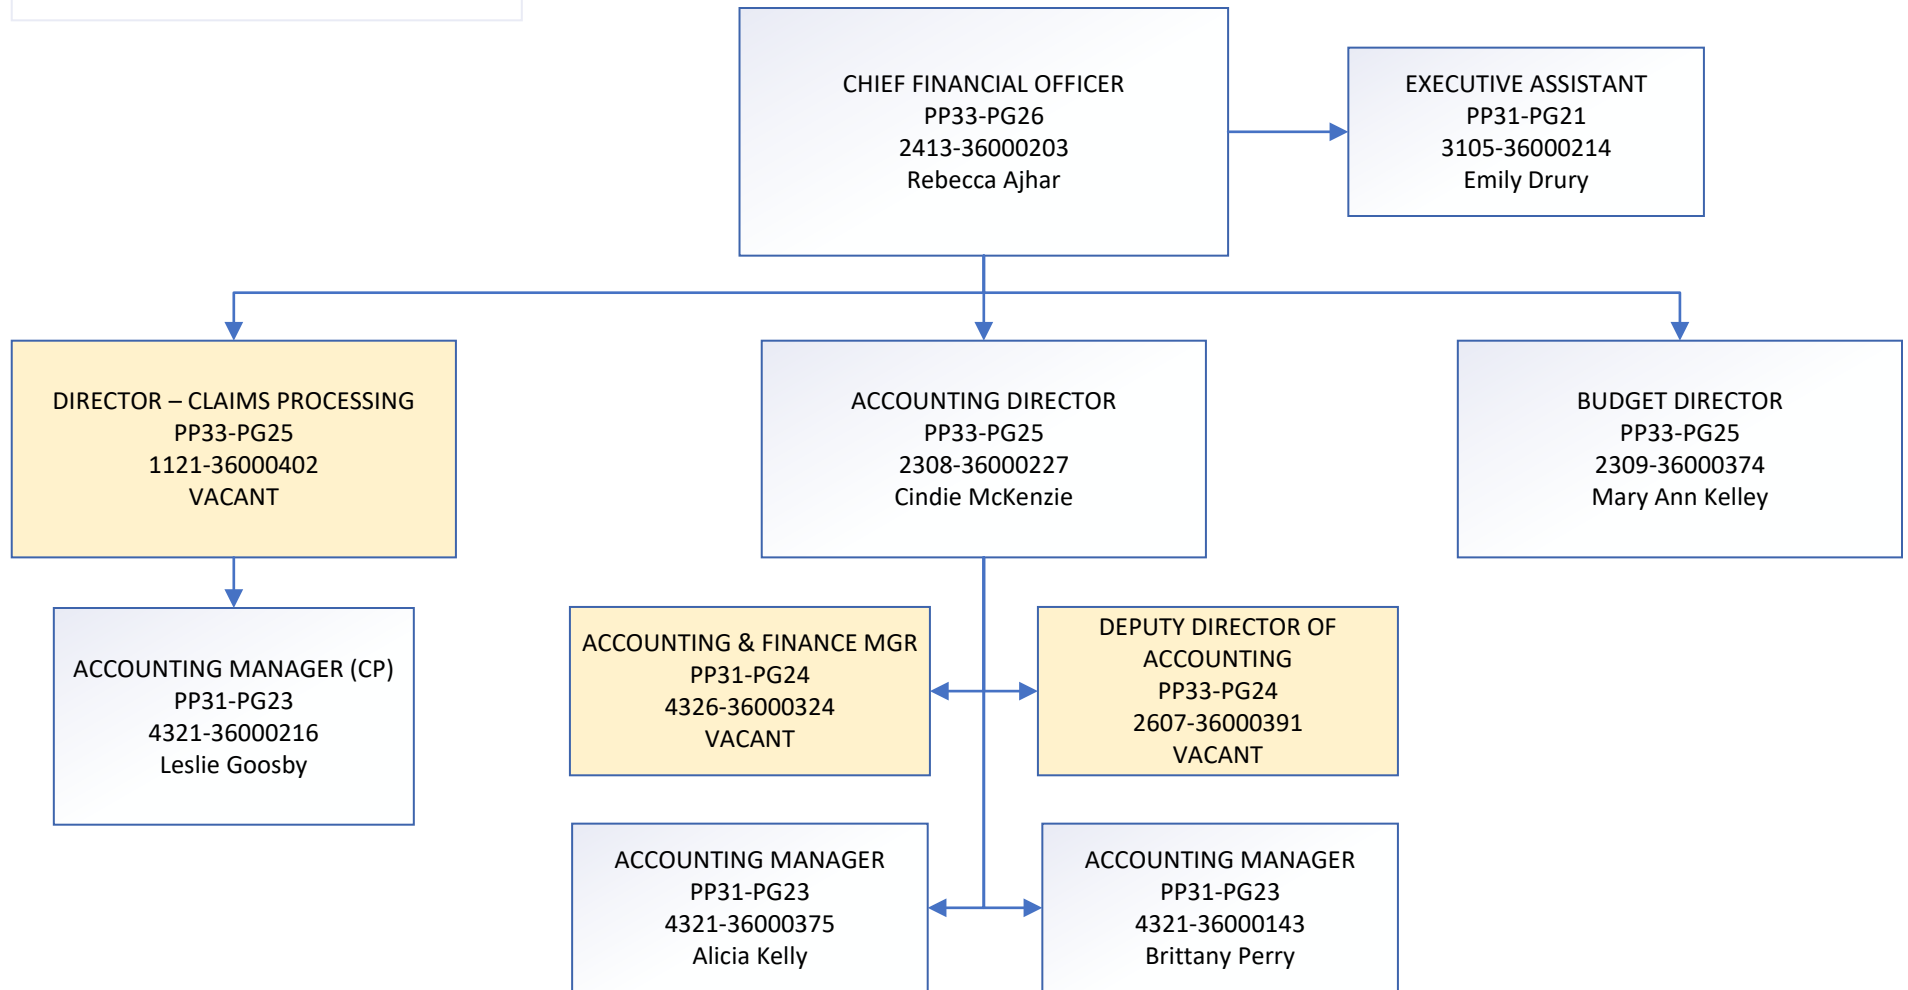 CHIEF FINANCIAL OFFICER
PP33-PG26
2413-36000203
Rebecca Ajhar
EXECUTIVE ASSISTANT
PP31-PG21
3105-36000214
Emily Drury
DIRECTOR – CLAIMS PROCESSING
PP33-PG25
1121-36000402
VACANT
ACCOUNTING DIRECTOR
PP33-PG25
2308-36000227
Cindie McKenzie
BUDGET DIRECTOR
PP33-PG25
2309-36000374
Mary Ann Kelley
ACCOUNTING MANAGER (CP)
PP31-PG23
4321-36000216
Leslie Goosby
ACCOUNTING & FINANCE MGR
PP31-PG24
4326-36000324
VACANT
DEPUTY DIRECTOR OF
ACCOUNTING
PP33-PG24
2607-36000391
VACANT
ACCOUNTING MANAGER
PP31-PG23
4321-36000375
Alicia Kelly
ACCOUNTING MANAGER
PP31-PG23
4321-36000143
Brittany Perry